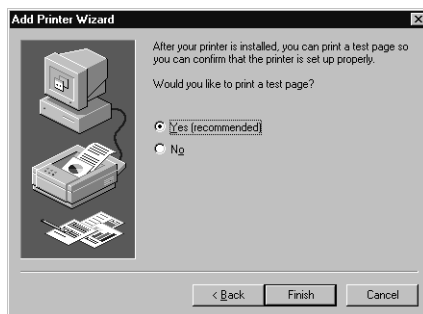 Add Printer Wizard
After your printer is installed, you can print a test page so
you can confirm that the printer is set up properly.
Would you like to print a test page?
Yes (recommended)
No
< Back
Finish
Cancel